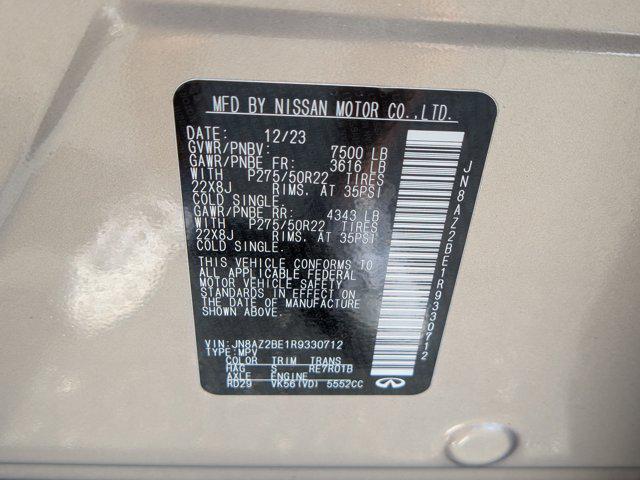 MFD BY NISSAN MOTOR CO.,LTD.
DATE: 12/23
GVWR/PNBV: 7500 LB
GAWR/PNBE FR: 3616 LB
WITH P275/50R22 TIRES
22X8J RIMS. AT 35PSI
COLD SINGLE.
GAWR/PNBE RR: 4343 LB
WITH P275/50R22 TIRES
22X8J RIMS. AT 35PSI
COLD SINGLE.
THIS VEHICLE CONFORMS TO
ALL APPLICABLE FEDERAL
MOTOR VEHICLE SAFETY
STANDARDS IN EFFECT ON
THE DATE OF MANUFACTURE
SHOWN ABOVE.
VIN: JN8AZ2BE1R9330712
TYPE: MPV
COLOR TRIM TRANS
HAG S RE7R01B
AXLE ENGINE
RD29 VK56(VD) 5552CC
JN8AZ2BE1R9330712